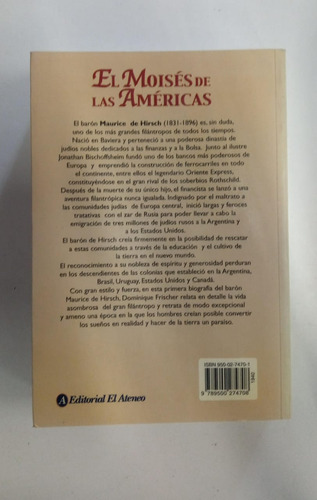 EL MOISÉS DE
LAS AMÉRICAS
El barón Maurice de Hirsch (1831-1896) es, sin duda,
uno de los más grandes filántropos de todos los tiempos.
Nació en Baviera y perteneció a una poderosa dinastía de
judíos nobles dedicados a las finanzas y a la Bolsa. Junto al ilustre
Jonathan Bischoffsheim fundó uno de los bancos más poderosos de
Europa y emprendió la construcción de ferrocarriles en todo
el continente, entre ellos el legendario Oriente Express,
constituyéndose en el gran rival de los soberbios Rothschild.
Después de la muerte de su único hijo, el financista se lanzó a una
aventura filantrópica nunca igualada. Indignado por el maltrato a
las comunidades judías de Europa central, inició largas y feroces
tratativas con el zar de Rusia para poder llevar a cabo la
emigración de tres millones de judíos rusos a la Argentina y
a los Estados Unidos.
El barón de Hirsch creía firmemente en la posibilidad de rescatar
a estas comunidades a través de la educación y el cultivo de
la tierra en el nuevo mundo.
El reconocimiento a su nobleza de espíritu y generosidad perduran
en los descendientes de las colonias que estableció en la Argentina,
Brasil, Uruguay, Estados Unidos y Canadá.
Con gran estilo y fuerza, en esta primera biografía del barón
Maurice de Hirsch, Dominique Frischer relata en detalle la vida
asombrosa del gran filántropo y retrata de modo excepcional
y ameno una época en la que los hombres creían posible convertir
los sueños en realidad y hacer de la tierra un paraíso.
ISBN 950-02-7470-1
9 789500 274708
Editorial El Ateneo